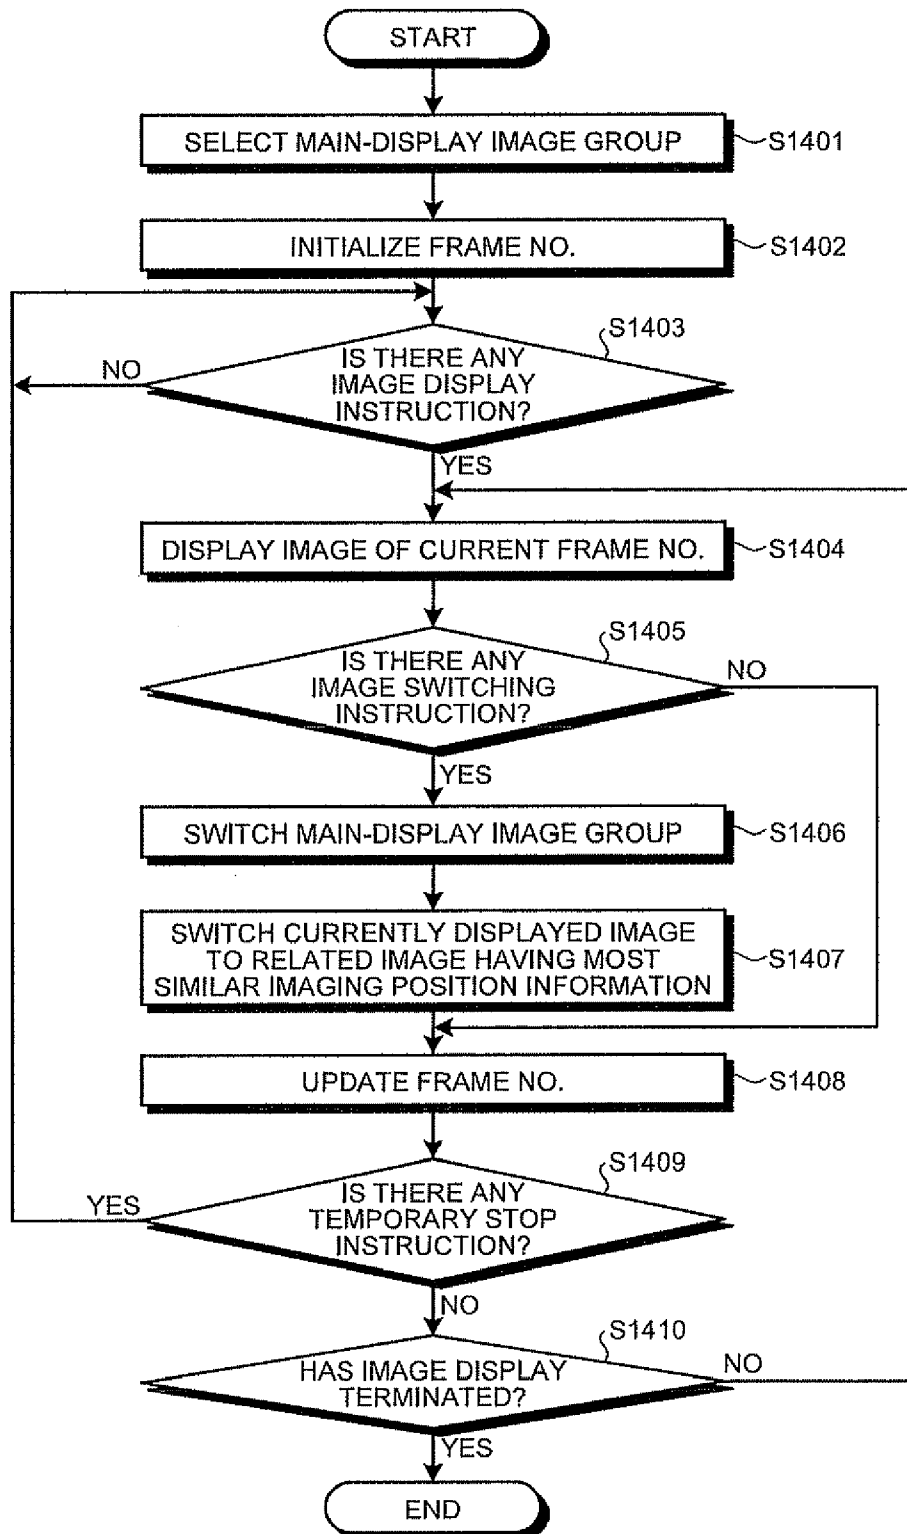 START
SELECT MAIN-DISPLAY IMAGE GROUP
S1401
INITIALIZE FRAME NO.
S1402
S1403
IS THERE ANY
IMAGE DISPLAY
INSTRUCTION?
NO
YES
DISPLAY IMAGE OF CURRENT FRAME NO.
S1404
S1405
IS THERE ANY
IMAGE SWITCHING
INSTRUCTION?
NO
YES
SWITCH MAIN-DISPLAY IMAGE GROUP
S1406
SWITCH CURRENTLY DISPLAYED IMAGE
TO RELATED IMAGE HAVING MOST
SIMILAR IMAGING POSITION INFORMATION
S1407
UPDATE FRAME NO.
S1408
S1409
IS THERE ANY
TEMPORARY STOP
INSTRUCTION?
YES
NO
S1410
HAS IMAGE DISPLAY
TERMINATED?
NO
YES
END